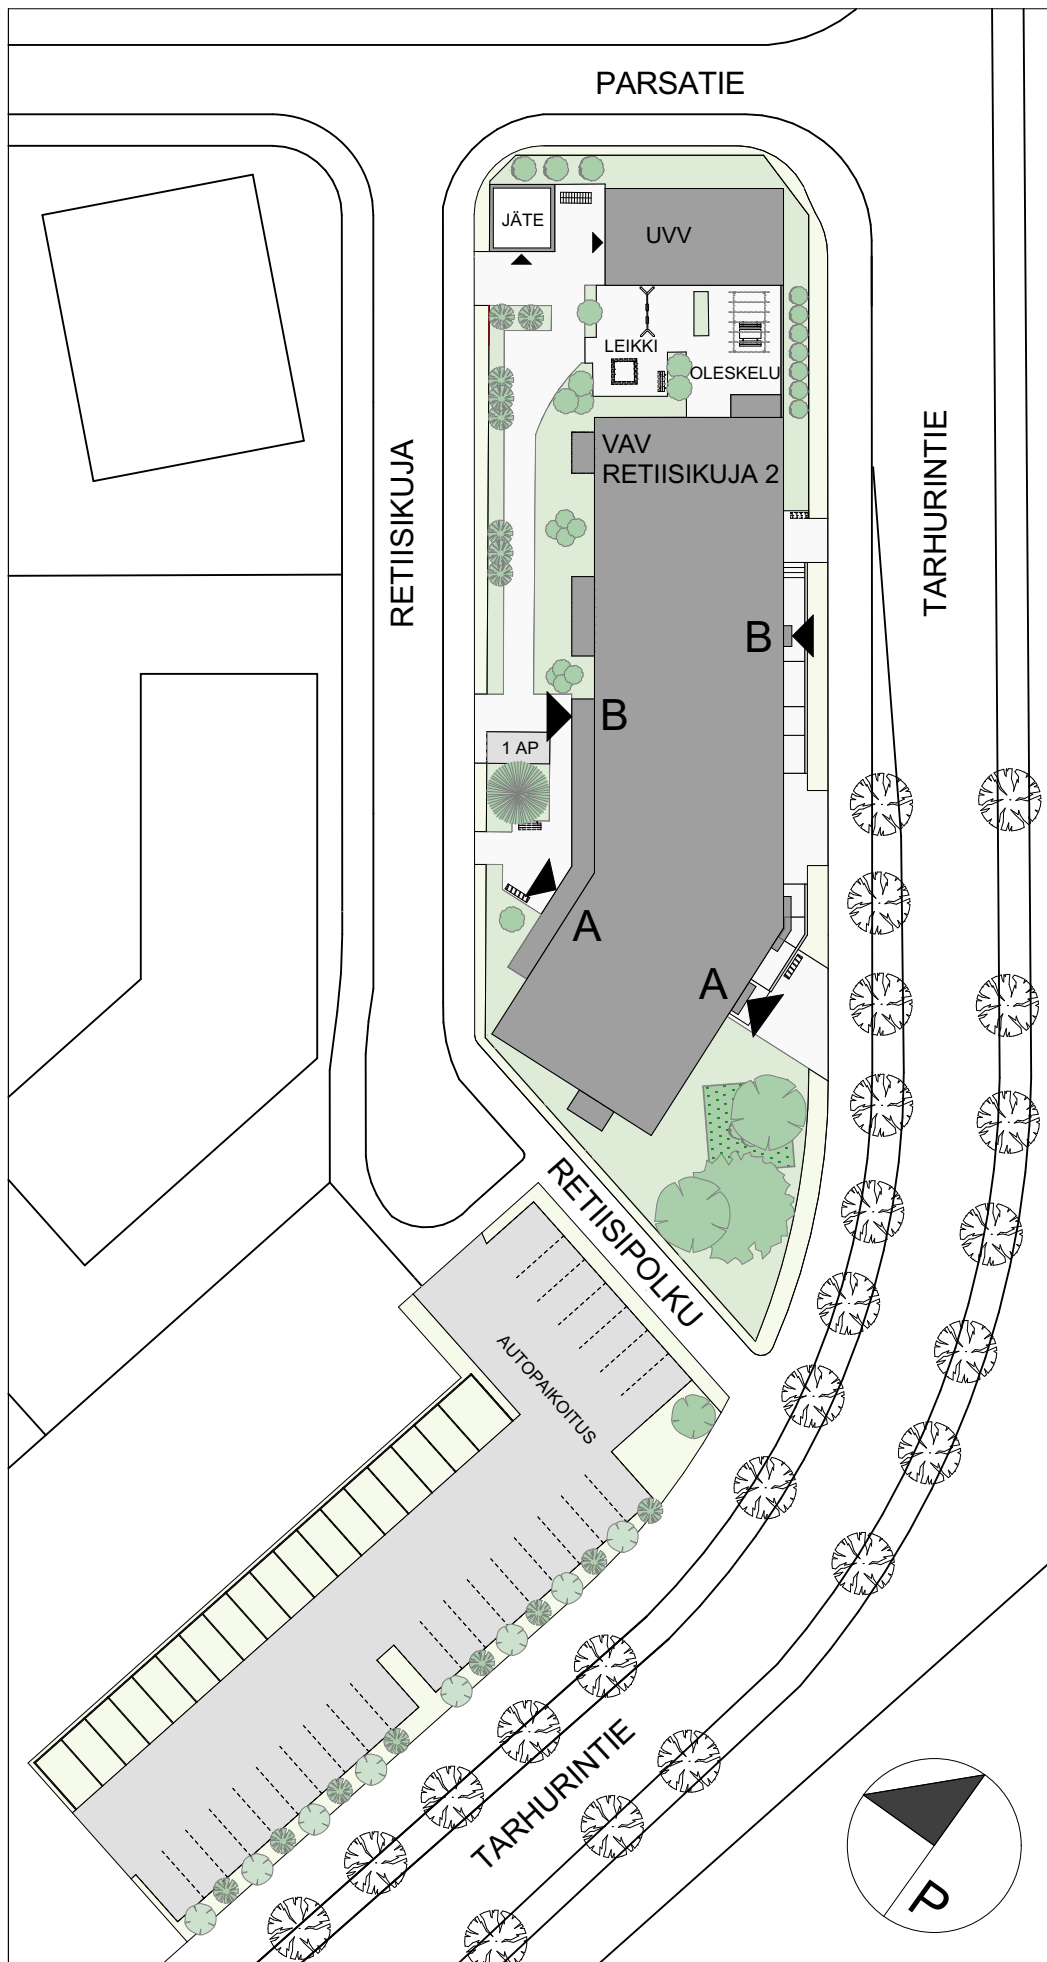 PARSATIE
JÄTE
UVV
LEIKKI
OLESKELU
VAV
RETIISIKUJA 2
RETIISIKUJA
TARHURINTIE
B
B
1 AP
A
A
RETIISIPOLKU
AUTOPAIKOITUS
TARHURINTIE
P